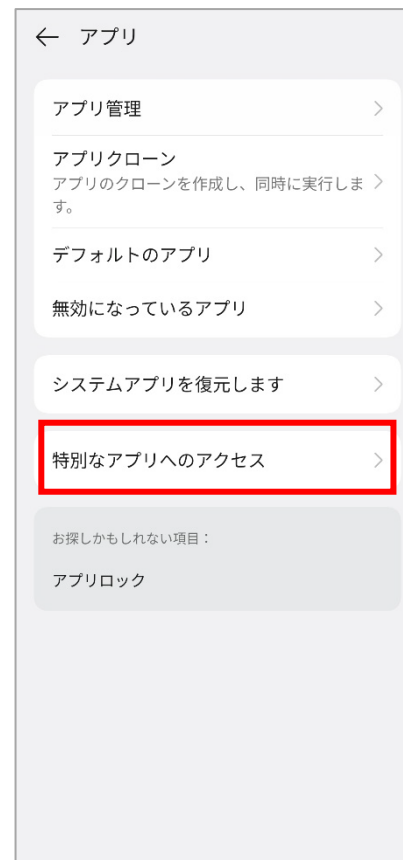 アプリ
アプリ管理
アプリクローン
アプリのクローンを作成し、同時に実行しま
す。
デフォルトのアプリ
無効になっているアプリ
システムアプリを復元します
特別なアプリへのアクセス
お探しかもしれない項目：
アプリロック